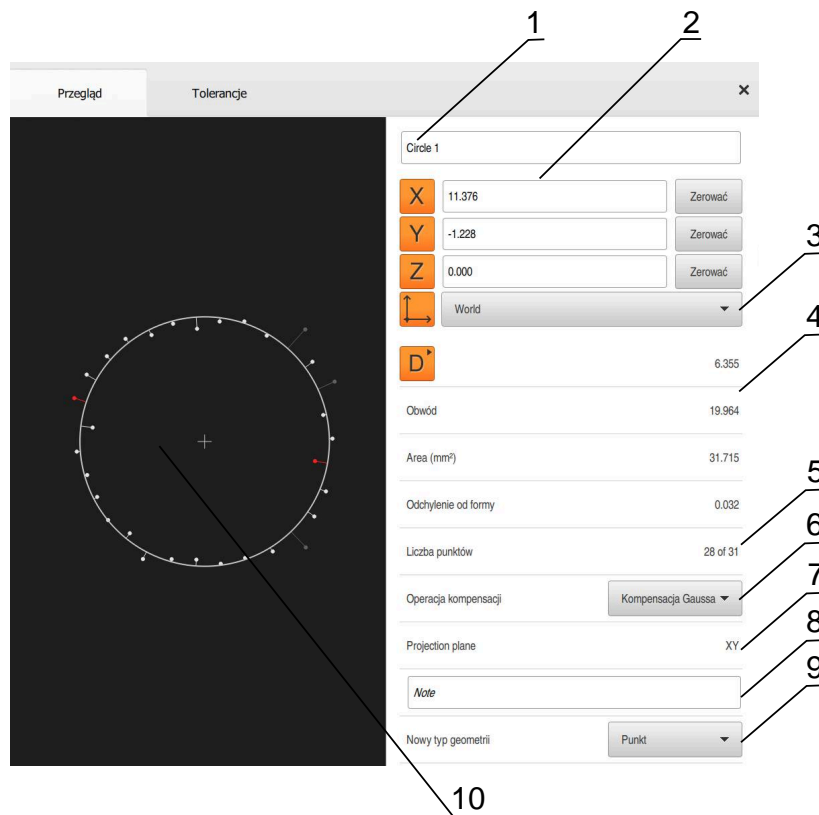 1 2
Przegląd Tolerancje ×
Circle 1
X 11.376 Zerować
Y -1.228 Zerować
Z 0.000 Zerować
World 3
4
D 6.355
Obwód 19.964
Area (mm²) 31.715
5
Odchylenie od formy 0.032
6
Liczba punktów 28 of 31
7
Operacja kompensacji Kompensacja Gaussa
8
Projection plane XY
9
Note
Nowy typ geometrii Punkt
10